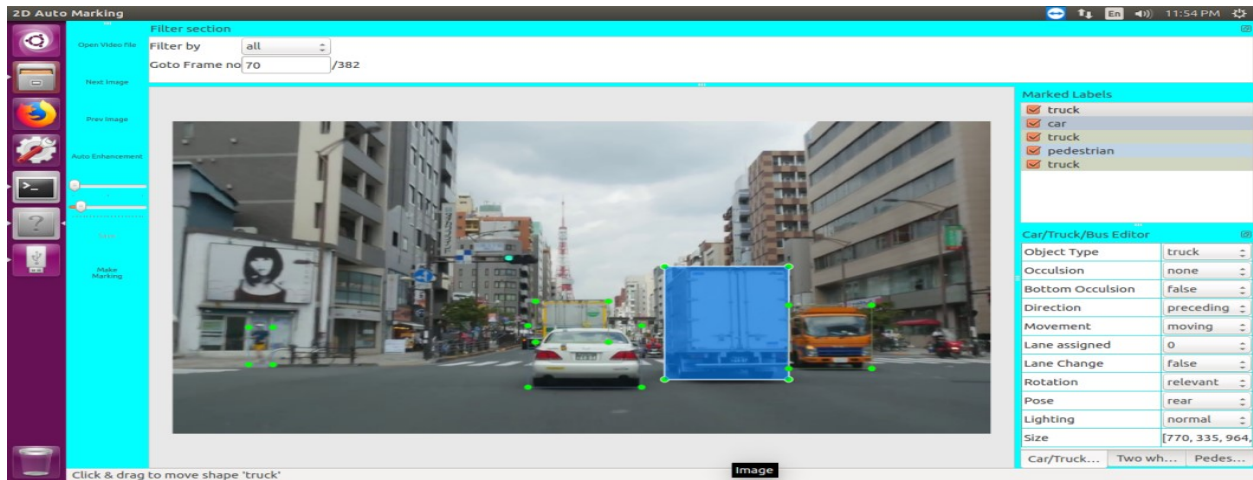 2D Auto Marking
En
11:54 PM
Filter section
Open Video File
Filter by all
Goto Frame no 70 /382
Next Image
Prev Image
Auto Enhancement
Make
Marking
Marked Labels
truck
car
truck
pedestrian
truck
Car/Truck/Bus Editor
Object Type truck
Occulsion none
Bottom Occulsion false
Direction preceding
Movement moving
Lane assigned 0
Lane Change false
Rotation relevant
Pose rear
Lighting normal
Size [770, 335, 964,
Car/Truck... Two wh... Pedes...
Click & drag to move shape 'truck'
Image